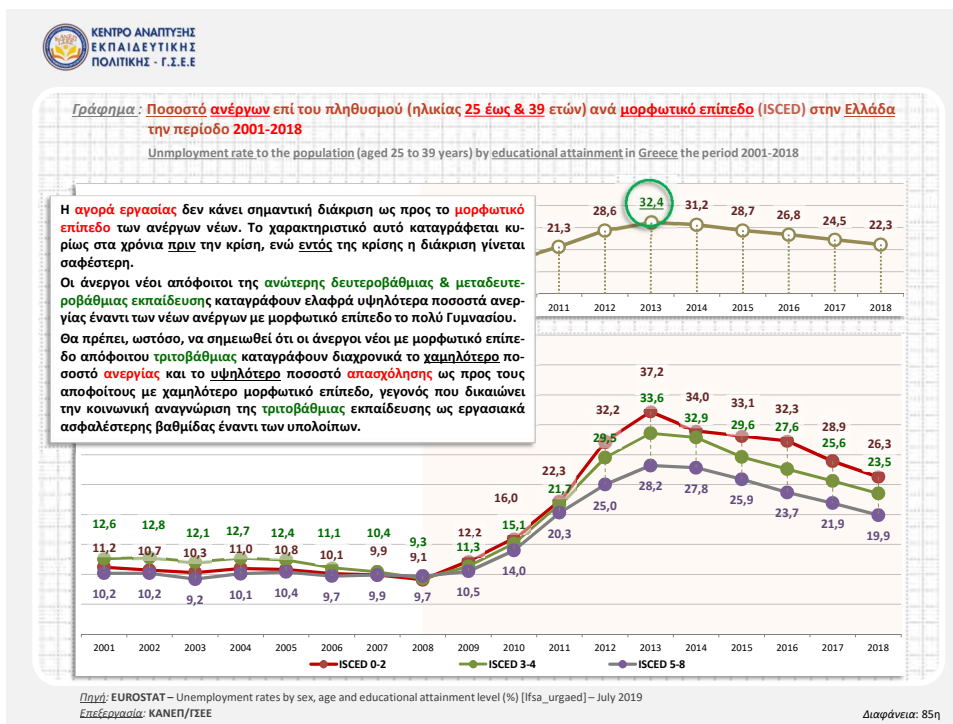 ΚΕΝΤΡΟ ΑΝΑΠΤΥΞΗΣ
ΕΚΠΑΙΔΕΥΤΙΚΗΣ
ΠΟΛΙΤΙΚΗΣ - Γ.Σ.Ε.Ε
Γράφημα : Ποσοστό ανέργων επί του πληθυσμού (ηλικίας 25 έως & 39 ετών) ανά μορφωτικό επίπεδο (ISCED) στην Ελλάδα
την περίοδο 2001-2018
Unmployment rate to the population (aged 25 to 39 years) by educational attainment in Greece the period 2001-2018
Η αγορά εργασίας δεν κάνει σημαντική διάκριση ως προς το μορφωτικό
επίπεδο των ανέργων νέων. Το χαρακτηριστικό αυτό καταγράφεται κυ-
ρίως στα χρόνια πριν την κρίση, ενώ εντός της κρίσης η διάκριση γίνεται
σαφέστερη.
Οι άνεργοι νέοι απόφοιτοι της ανώτερης δευτεροβάθμιας & μεταδευτε-
ροβάθμιας εκπαίδευσης καταγράφουν ελαφρά υψηλότερα ποσοστά ανερ-
γίας έναντι των νέων ανέργων με μορφωτικό επίπεδο το πολύ Γυμνασίου.
Θα πρέπει, ωστόσο, να σημειωθεί ότι οι άνεργοι νέοι με μορφωτικό επίπε-
δο απόφοιτου τριτοβάθμιας καταγράφουν διαχρονικά το χαμηλότερο πο-
σοστό ανεργίας και το υψηλότερο ποσοστό απασχόλησης ως προς τους
αποφοίτους με χαμηλότερο μορφωτικό επίπεδο, γεγονός που δικαιώνει
την κοινωνική αναγνώριση της τριτοβάθμιας εκπαίδευσης ως εργασιακά
ασφαλέστερης βαθμίδας έναντι των υπολοίπων.
21,3 28,6 32,4 31,2 28,7 26,8 24,5 22,3
2011 2012 2013 2014 2015 2016 2017 2018
11,2 10,7 10,3 11,0 10,8 10,1 9,9 9,1 12,2 16,0 22,3 32,2 37,2 34,0 33,1 32,3 28,9 26,3
12,6 12,8 12,1 12,7 12,4 11,1 10,4 9,3 11,3 15,1 21,7 29,5 33,6 32,9 29,6 27,6 25,6 23,5
10,2 10,2 9,2 10,1 10,4 9,7 9,9 9,7 10,5 14,0 20,3 25,0 28,2 27,8 25,9 23,7 21,9 19,9
2001 2002 2003 2004 2005 2006 2007 2008 2009 2010 2011 2012 2013 2014 2015 2016 2017 2018
ISCED 0-2 ISCED 3-4 ISCED 5-8
Πηγή: EUROSTAT – Unemployment rates by sex, age and educational attainment level (%) [lfsa_urgaed] – July 2019
Επεξεργασία: ΚΑΝΕΠ/ΓΣΕΕ
Διαφάνεια: 85η